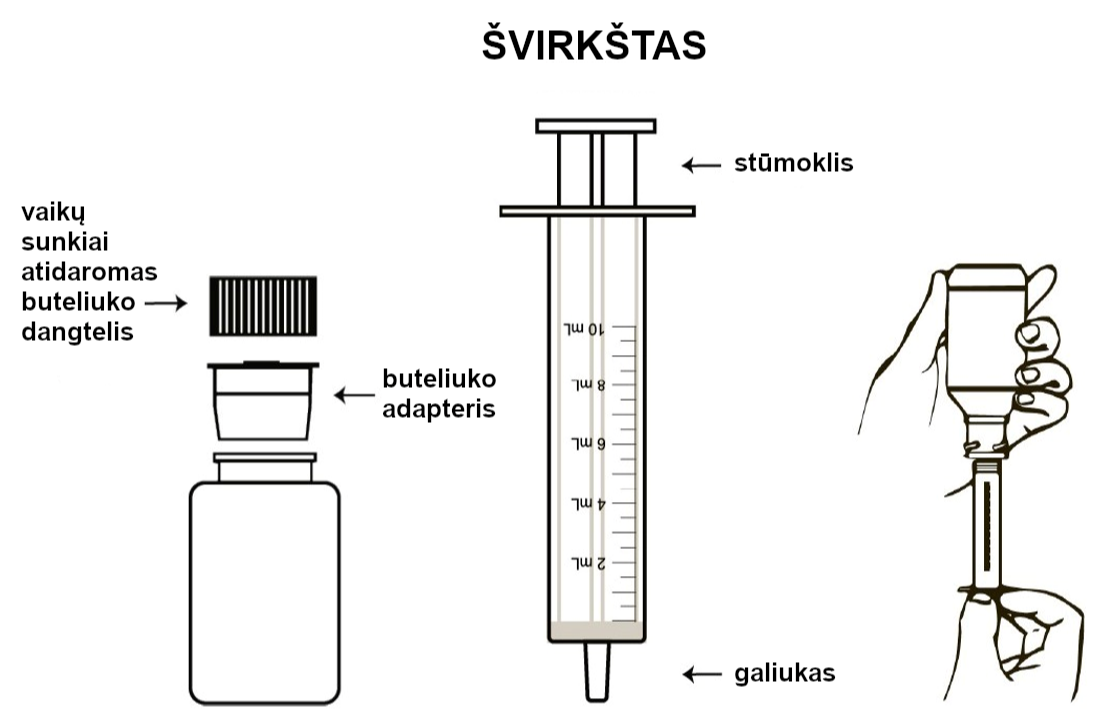 ŠVIRKŠTAS
stūmoklis
vaikų
sunkiai
atidaromas
buteliuko
dangtelis
buteliuko
adapteris
10 mL
8 mL
6 mL
4 mL
2 mL
galiukas